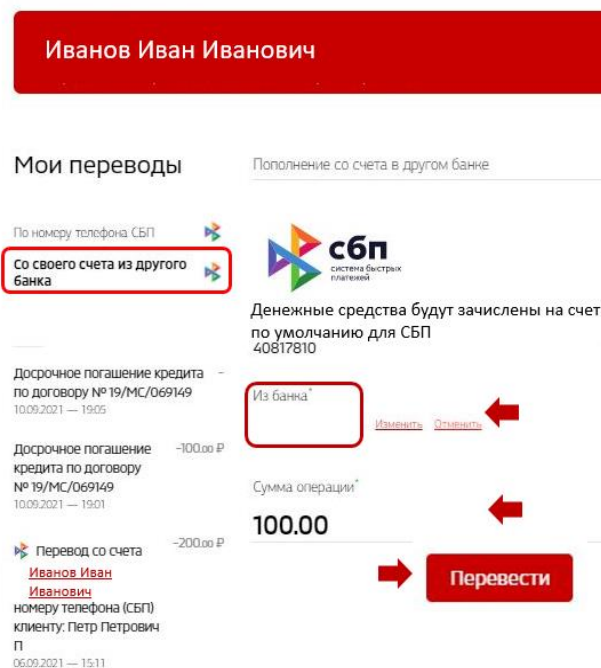 Иванов Иван Иванович
Мои переводы
По номеру телефона СБП
Со своего счета из другого
банка
Досрочное погашение кредита -
по договору № 19/МС/069149
10.09.2021 — 19:05
Досрочное погашение -100.00 ₽
кредита по договору
№ 19/МС/069149
10.09.2021 — 19:01
Перевод со счета -200.00 ₽
Иванов Иван
Иванович
номеру телефона (СБП)
клиенту: Петр Петрович
П
06.09.2021 — 15:11
Пополнение со счета в другом банке
сбп
система быстрых
платежей
Денежные средства будут зачислены на счет
по умолчанию для СБП
40817810
Из банка*
Изменить Отменить
Сумма операции*
100.00
Перевести